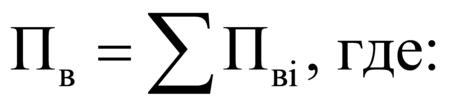 Пв = ∑Пві, где: